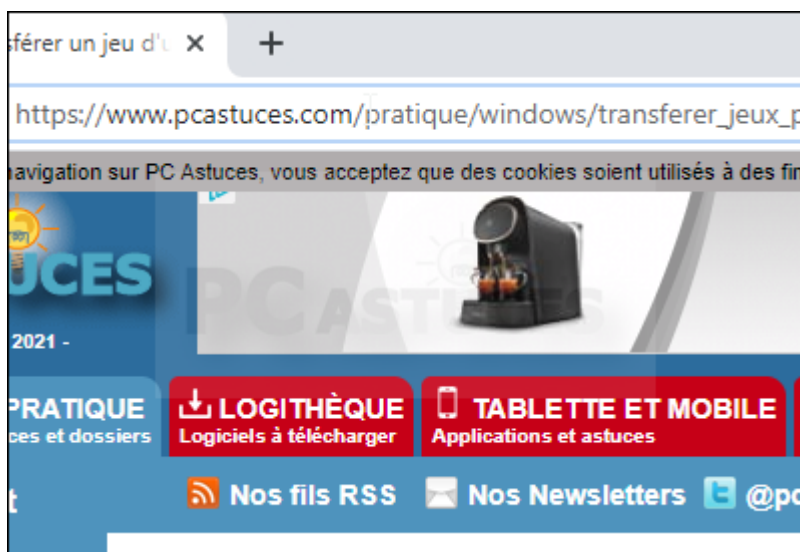 sférer un jeu d'u
https://www.pcastuces.com/pratique/windows/transferer_jeux_p
navigation sur PC Astuces, vous acceptez que des cookies soient utilisés à des fin
UCES
PC ASTUCES
2021 -
PRATIQUE
ces et dossiers
LOGITHÈQUE
Logiciels à télécharger
TABLETTE ET MOBILE
Applications et astuces
t
Nos fils RSS
Nos Newsletters
@pc